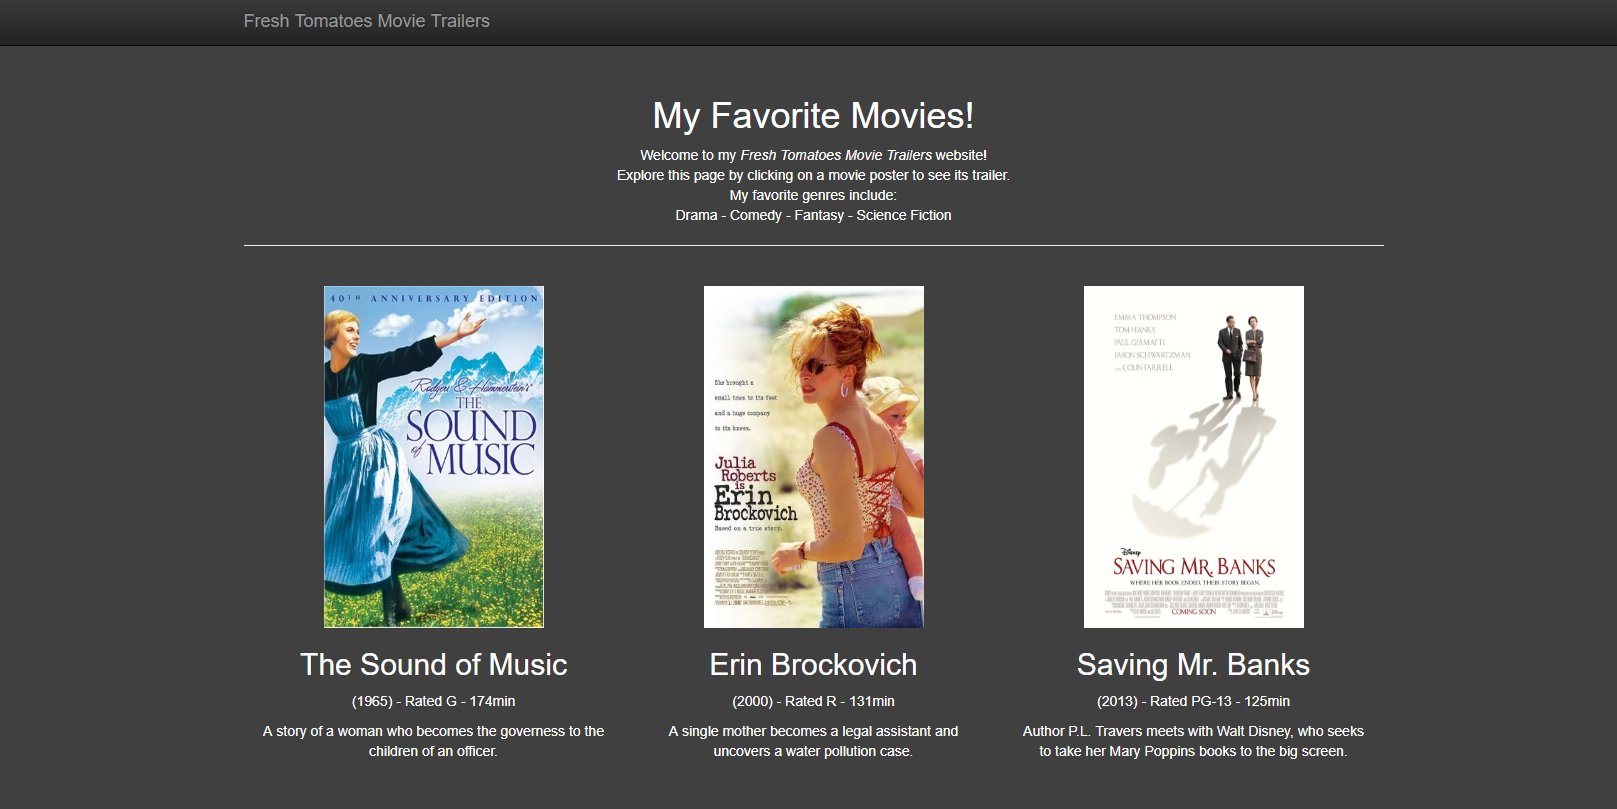 Fresh Tomatoes Movie Trailers
My Favorite Movies!
Welcome to my Fresh Tomatoes Movie Trailers website!
Explore this page by clicking on a movie poster to see its trailer.
My favorite genres include:
Drama - Comedy - Fantasy - Science Fiction
40TH ANNIVERSARY EDITION
Rodgers & Hammerstein's
THE
SOUND
of MUSIC
She brought a
small town to its feet
and a huge company
to its knees.
Julia
Roberts
is
Erin
Brockovich
Based on a true story.
EMMA THOMPSON
TOM HANKS
PAUL GIAMATTI
JASON SCHWARTZMAN
AND COLIN FARRELL
Disney
SAVING MR. BANKS
WHERE HER BOOK ENDED, THEIR STORY BEGAN.
COMING SOON
The Sound of Music
(1965) - Rated G - 174min
A story of a woman who becomes the governess to the
children of an officer.
Erin Brockovich
(2000) - Rated R - 131min
A single mother becomes a legal assistant and
uncovers a water pollution case.
Saving Mr. Banks
(2013) - Rated PG-13 - 125min
Author P.L. Travers meets with Walt Disney, who seeks
to take her Mary Poppins books to the big screen.